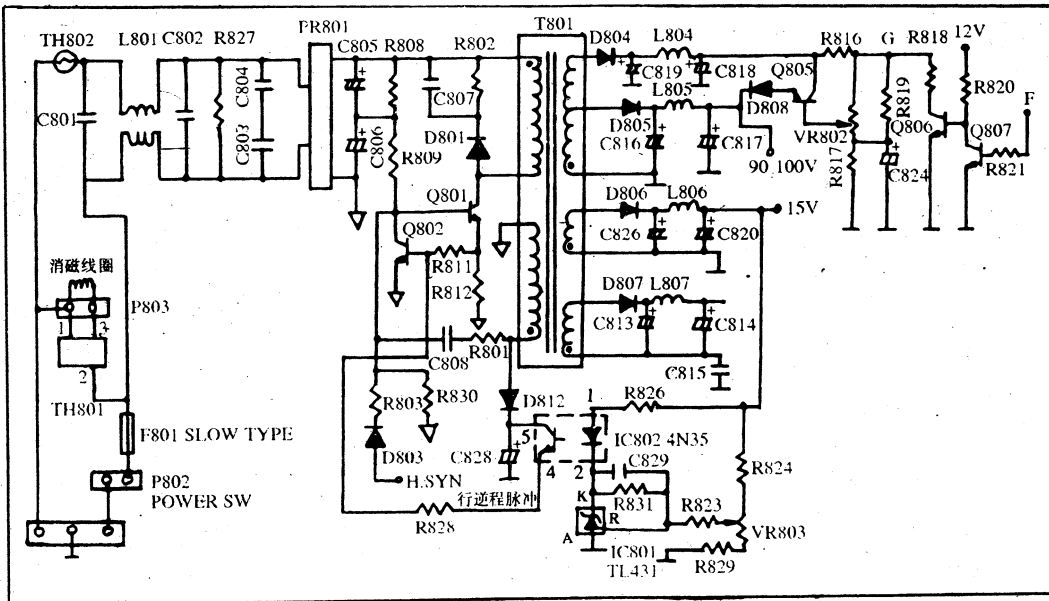 TH802
L801
C802
R827
PR801
C805
R808
R802
T801
D804
L804
R816
G
R818
12V
C804
C807
C819
C818
Q805
L805
R820
F
C801
C803
C806
D801
D805
D808
R819
Q806
Q807
R809
C816
C817
VR802
R817
90 100V
C824
R821
Q801
D806
L806
15V
Q802
C826
C820
消磁线圈
R811
R812
D807
L807
P803
1
3
C813
C814
2
C808
R801
C815
TH801
R803
R830
D812
1
R826
F801 SLOW TYPE
5
IC802 4N35
D803
C828
4
2
C829
R824
P802
POWER SW
H.SYN
行逆程脉冲
K
R831
R823
R828
A
R
VR803
IC801
TL431
R829